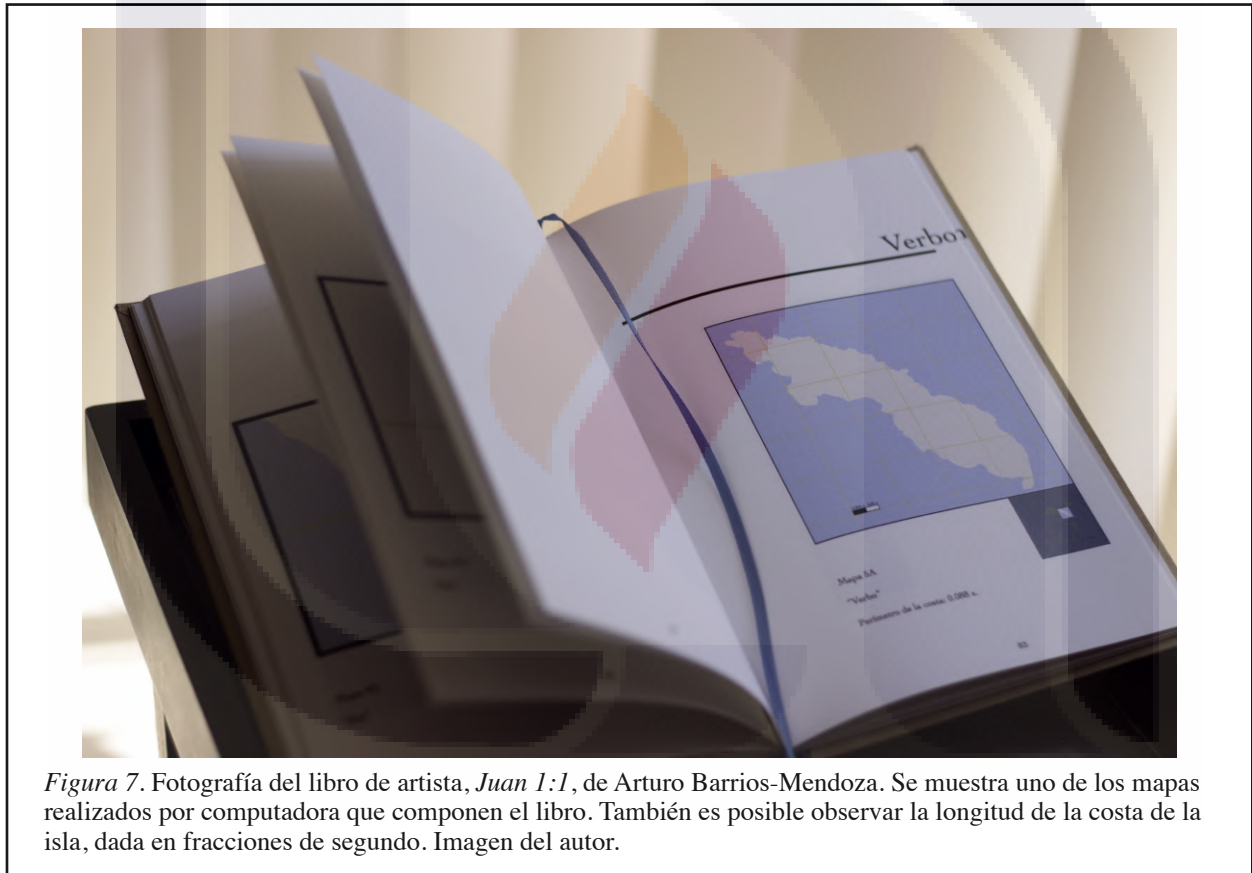 Verbo
Mapa 5A
"Verbo"
Perímetro de la costa: 0.088 s.
Figura 7. Fotografía del libro de artista, Juan 1:1, de Arturo Barrios-Mendoza. Se muestra uno de los mapas
realizados por computadora que componen el libro. También es posible observar la longitud de la costa de la
isla, dada en fracciones de segundo. Imagen del autor.